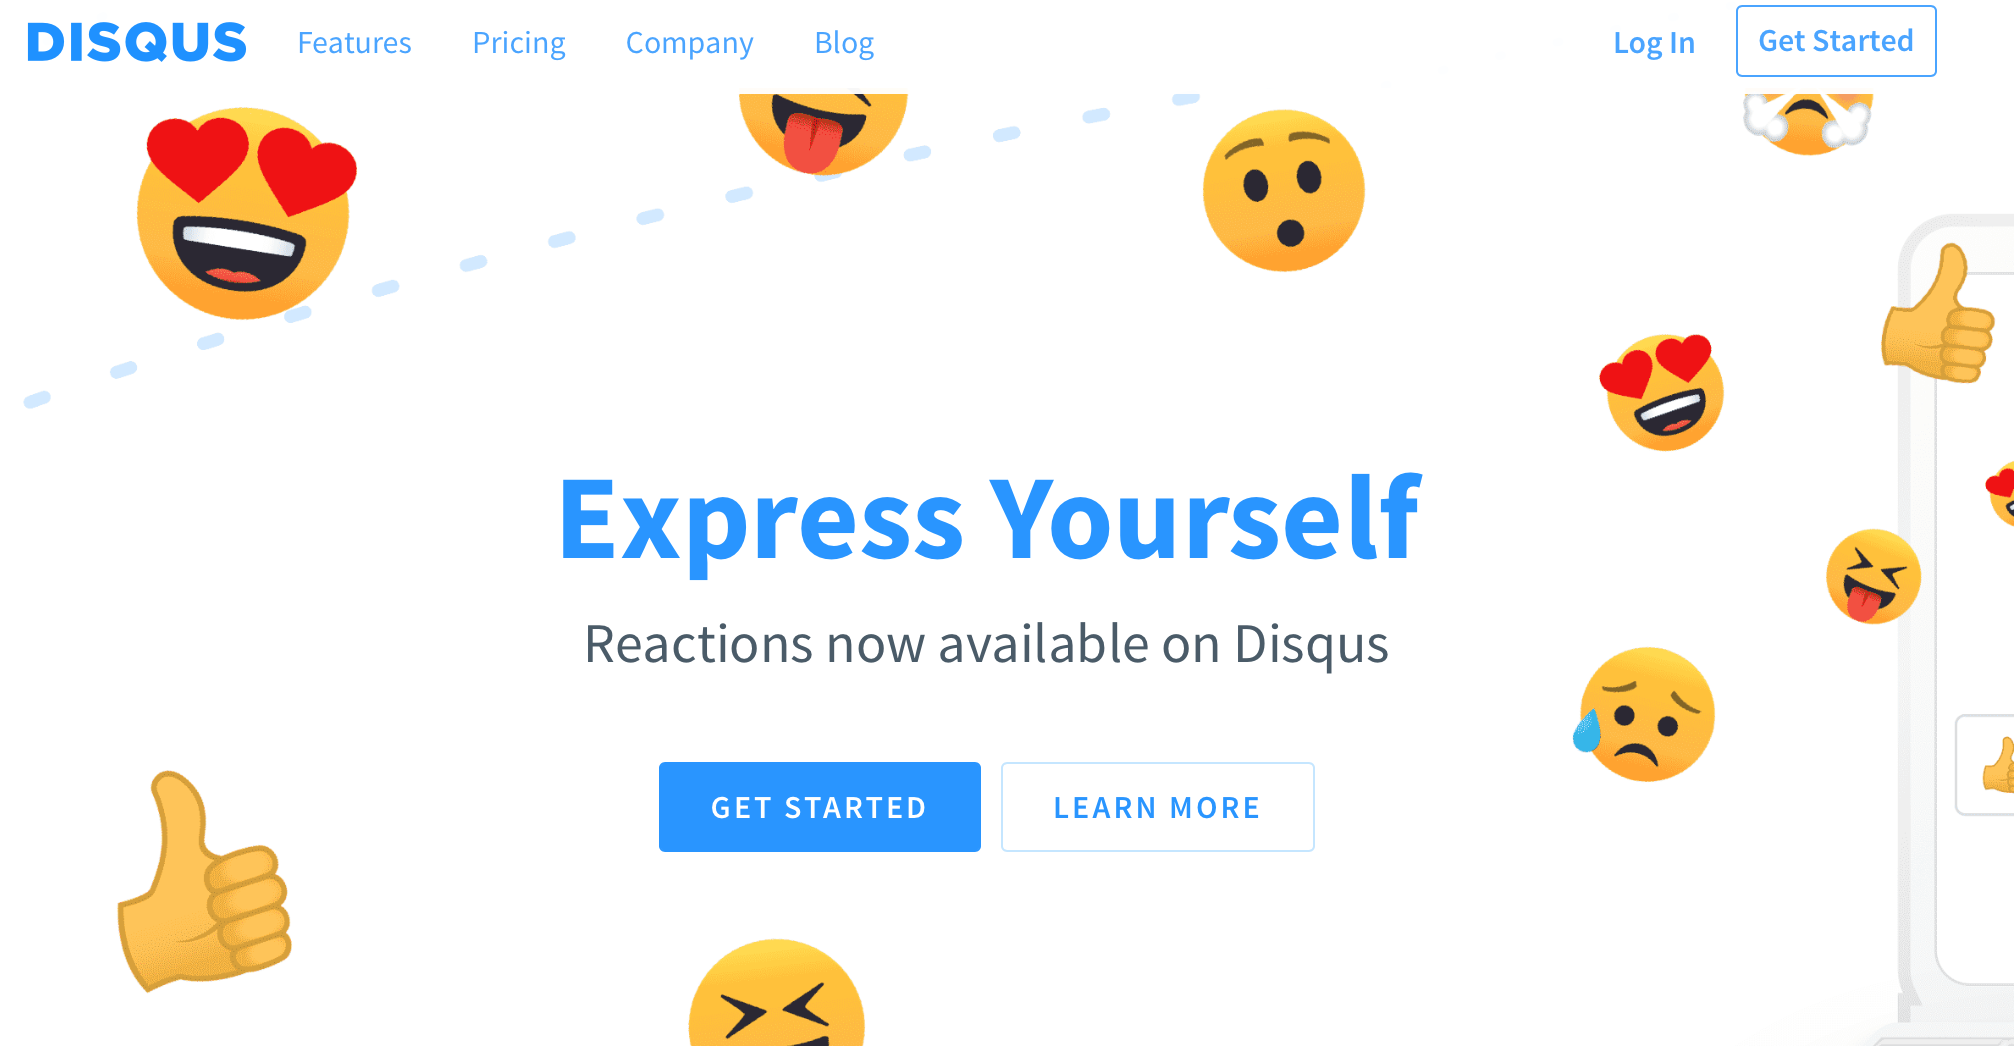 DISQUS Features Pricing Company Blog Log In Get Started
Express Yourself
Reactions now available on Disqus
GET STARTED LEARN MORE